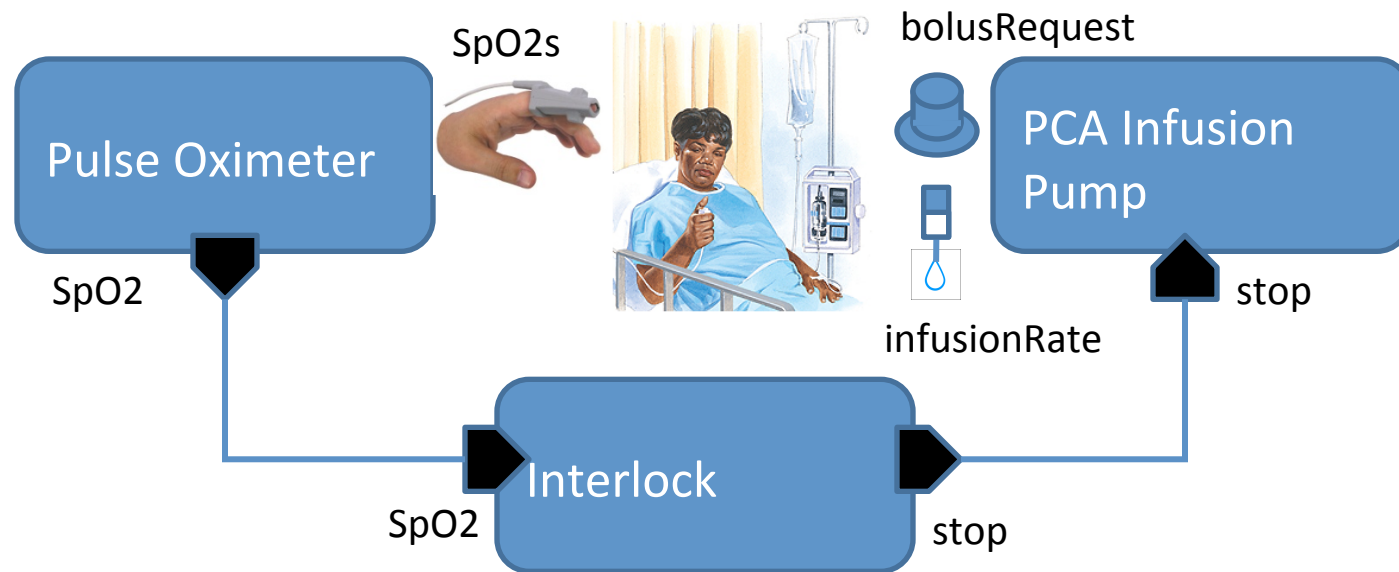 SpO2s
bolusRequest
Pulse Oximeter
PCA Infusion
Pump
SpO2
stop
infusionRate
Interlock
SpO2
stop